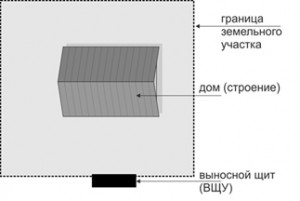 граница
земельного
участка
дом (строение)
выносной щит
(ВЩУ)